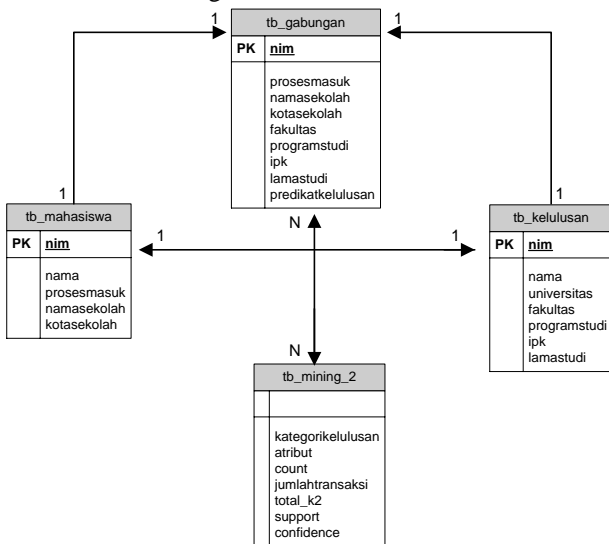 1
tb_gabungan
1
PK nim
prosesmasuk
namasekolah
kotasekolah
fakultas
programstudi
ipk
lamastudi
predikatkelulusan
1
tb_mahasiswa
PK nim
nama
prosesmasuk
namasekolah
kotasekolah
N
1
1
1
tb_kelulusan
PK nim
nama
universitas
fakultas
programstudi
ipk
lamastudi
N
tb_mining_2
kategorikelulusan
atribut
count
jumlahtransaksi
total_k2
support
confidence